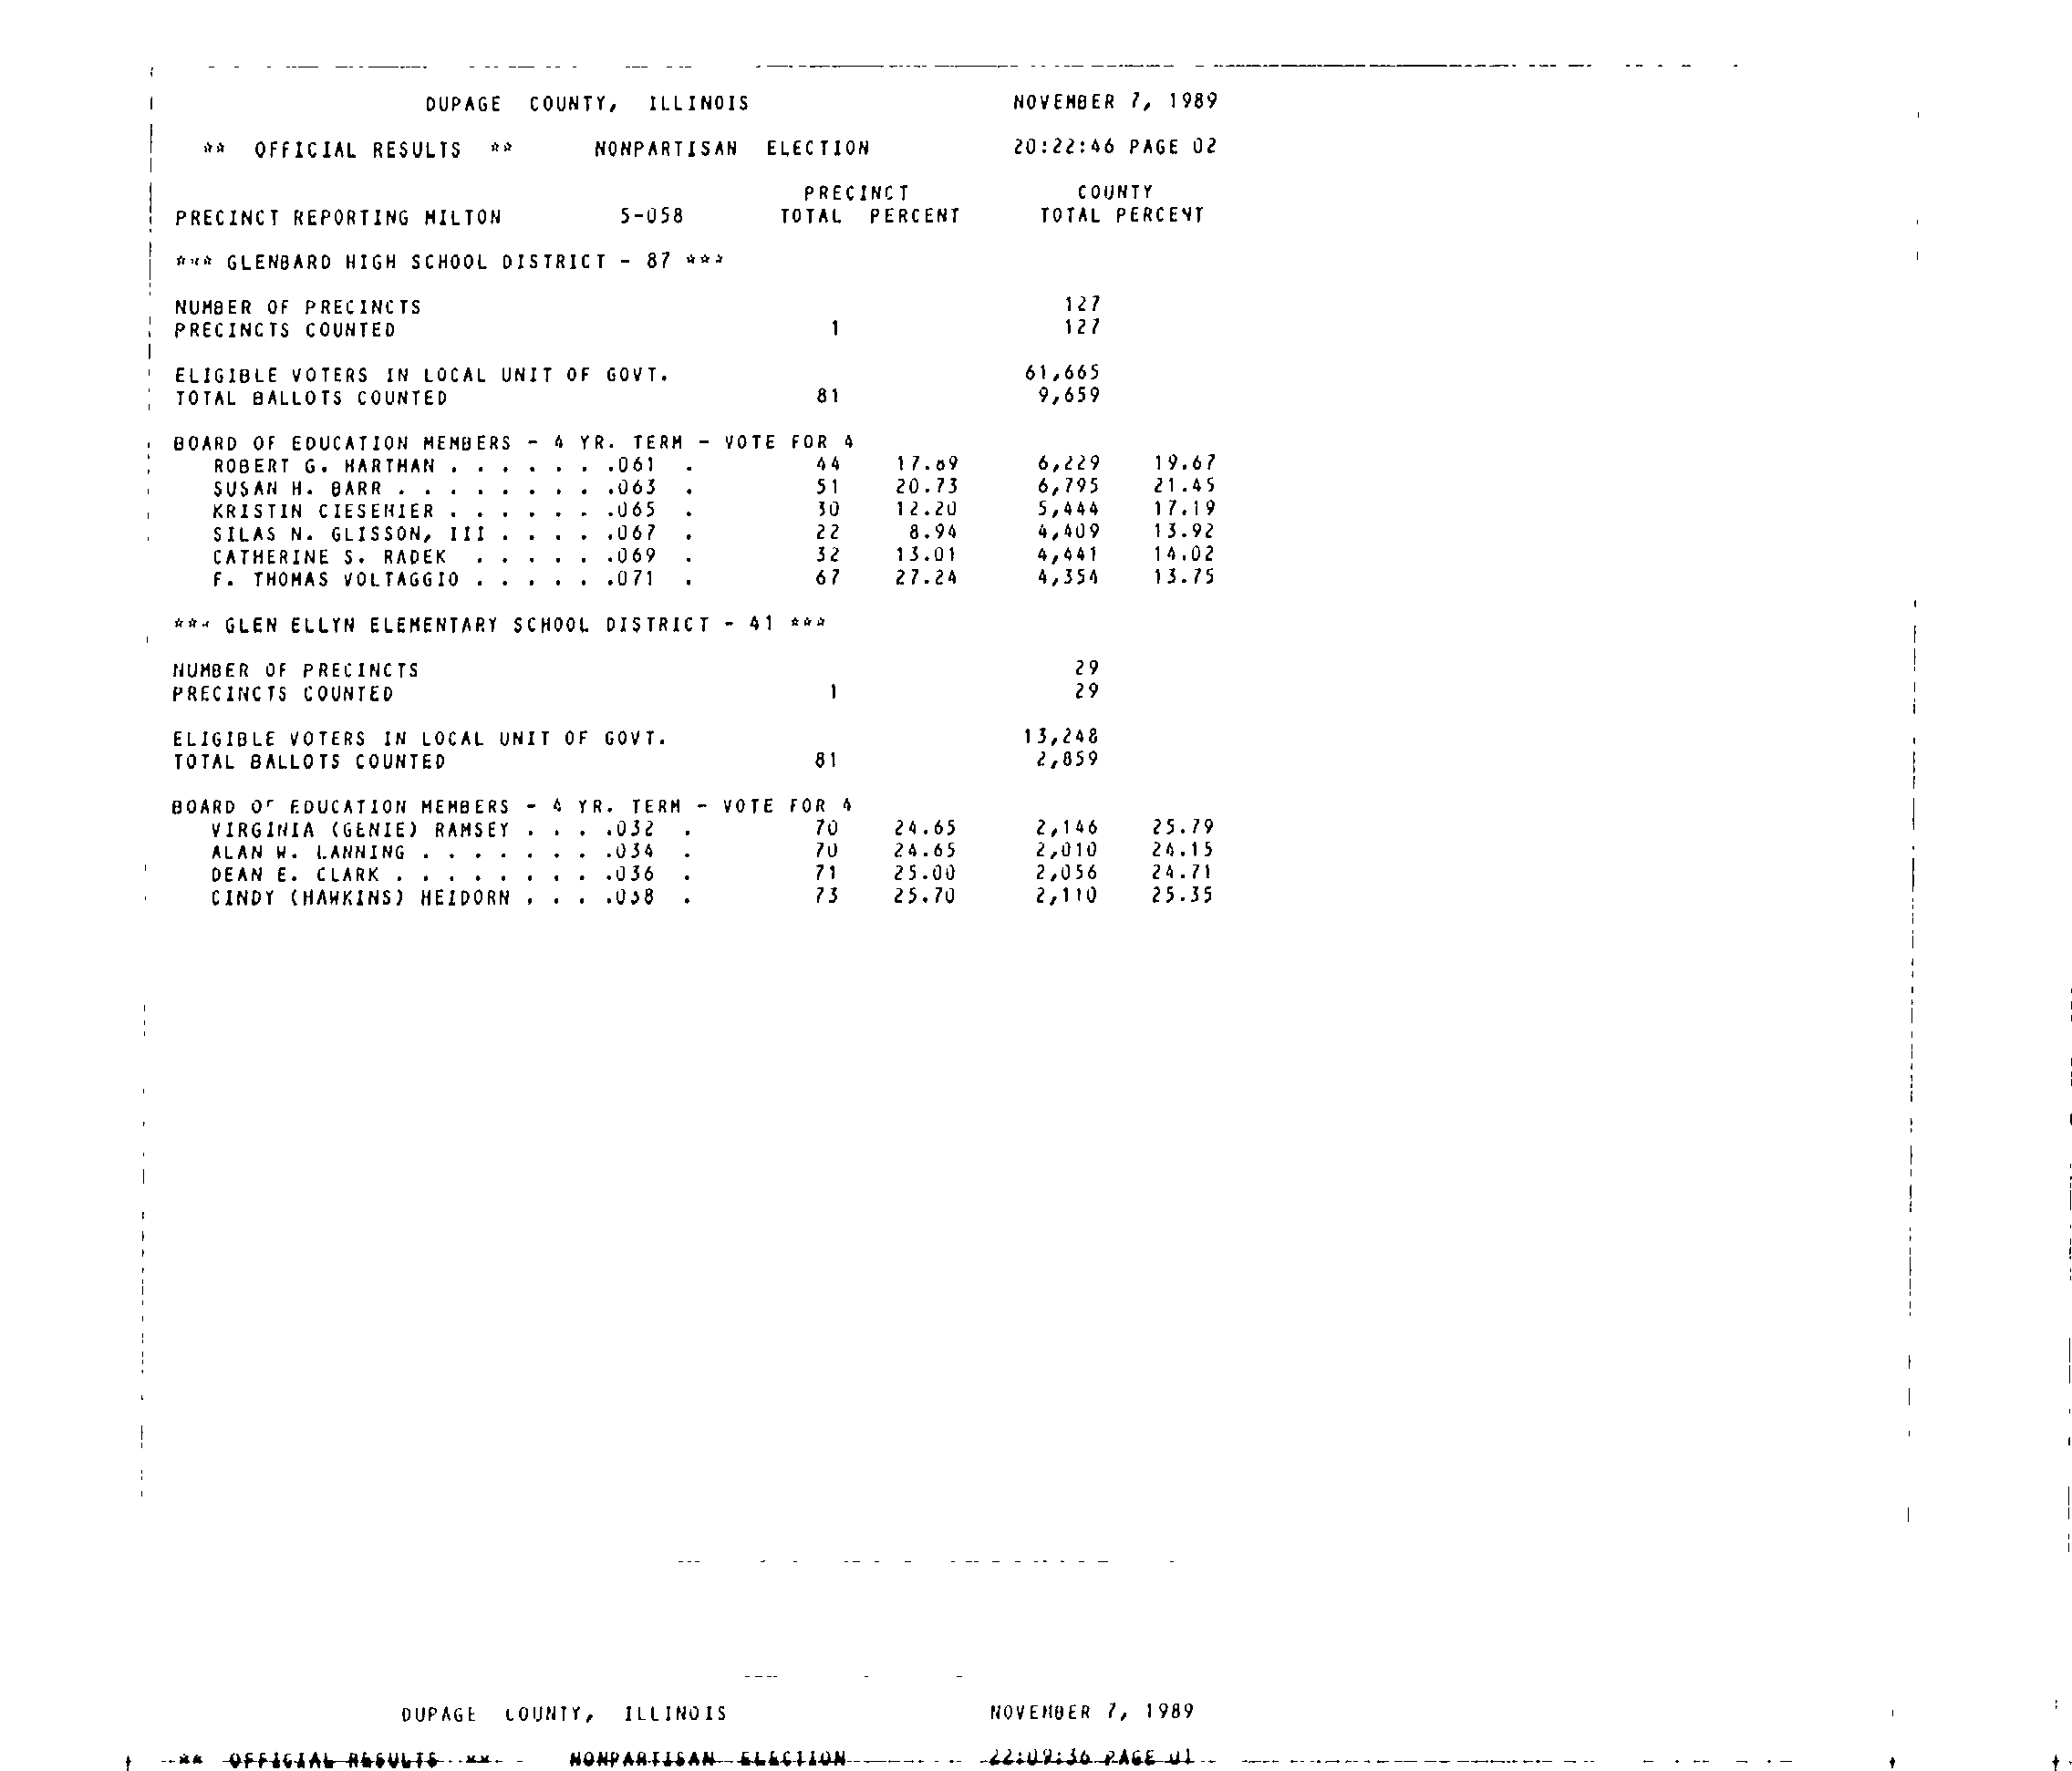 DUPAGE COUNTY, ILLINOIS NOVEMBER 7, 1989
** OFFICIAL RESULTS ** NONPARTISAN ELECTION 20:22:46 PAGE 02
PRECINCT COUNTY
PRECINCT REPORTING MILTON 5-058 TOTAL PERCENT TOTAL PERCENT
*** GLENBARD HIGH SCHOOL DISTRICT - 87 ***
NUMBER OF PRECINCTS 127
PRECINCTS COUNTED 1 127
ELIGIBLE VOTERS IN LOCAL UNIT OF GOVT. 61,665
TOTAL BALLOTS COUNTED 81 9,659
BOARD OF EDUCATION MEMBERS - 4 YR. TERM - VOTE FOR 4
ROBERT G. HARTMAN . . . . . . .061 . 44 17.89 6,229 19.67
SUSAN H. BARR . . . . . . . . .063 . 51 20.73 6,795 21.45
KRISTIN CIESEMIER . . . . . . .065 . 30 12.20 5,444 17.19
SILAS N. GLISSON, III . . . . .067 . 22 8.94 4,409 13.92
CATHERINE S. RADEK . . . . . .069 . 32 13.01 4,441 14.02
F. THOMAS VOLTAGGIO . . . . . .071 . 67 27.24 4,354 13.75
*** GLEN ELLYN ELEMENTARY SCHOOL DISTRICT - 41 ***
NUMBER OF PRECINCTS 29
PRECINCTS COUNTED 1 29
ELIGIBLE VOTERS IN LOCAL UNIT OF GOVT. 13,248
TOTAL BALLOTS COUNTED 81 2,859
BOARD OF EDUCATION MEMBERS - 4 YR. TERM - VOTE FOR 4
VIRGINIA (GENIE) RAMSEY . . . .032 . 70 24.65 2,146 25.79
ALAN W. LANNING . . . . . . . .034 . 70 24.65 2,010 24.15
DEAN E. CLARK . . . . . . . . .036 . 71 25.00 2,056 24.71
CINDY (HAWKINS) HEIDORN . . . .038 . 73 25.70 2,110 25.35
DUPAGE COUNTY, ILLINOIS NOVEMBER 7, 1989
** OFFICIAL RESULTS ** NONPARTISAN ELECTION 22:09:36 PAGE 01